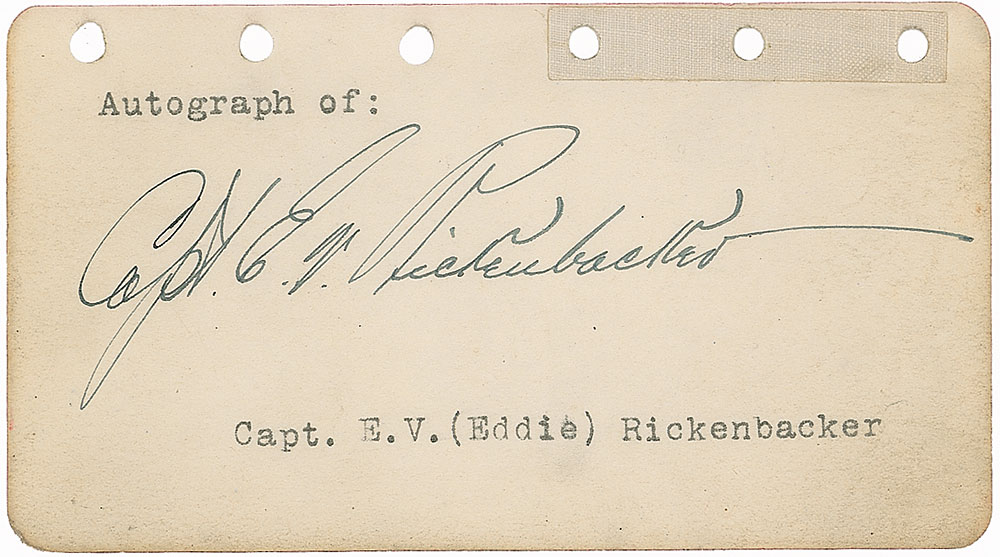 Autograph of:
Capt. E. V. Rickenbacker
Capt. E.V.(Eddie) Rickenbacker